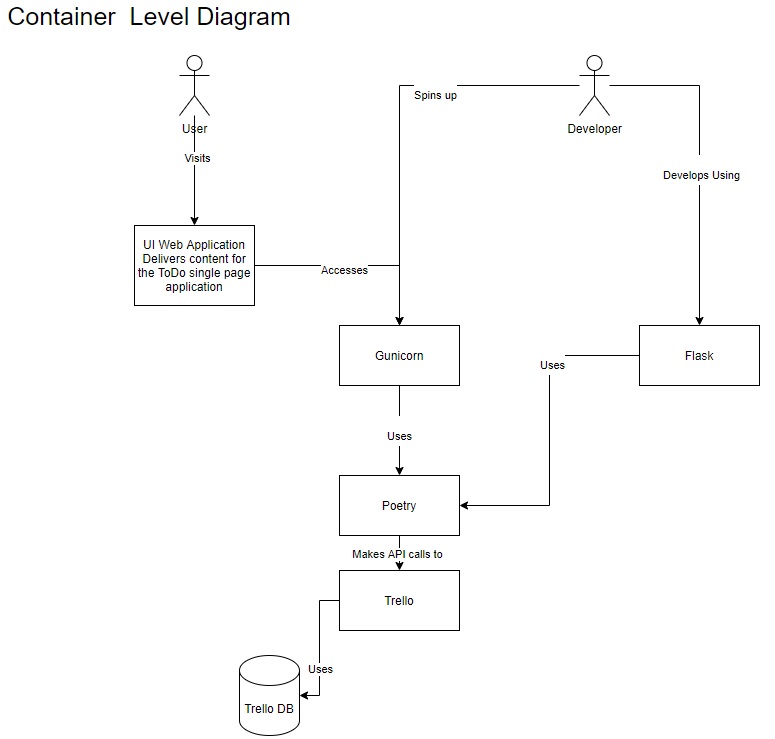 Container  Level Diagram
User
Developer
Spins up
Visits
Develops Using
UI Web Application
Delivers content for
the ToDo single page
application
Accesses
Gunicorn
Flask
Uses
Uses
Poetry
Makes API calls to
Trello
Uses
Trello DB